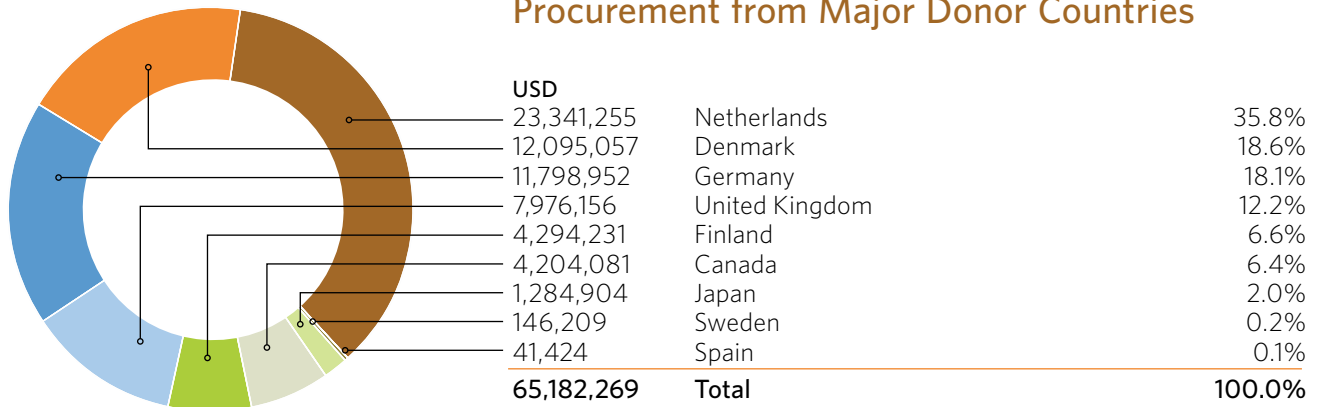 Procurement from Major Donor Countries
USD
23,341,255 Netherlands 35.8%
12,095,057 Denmark 18.6%
11,798,952 Germany 18.1%
7,976,156 United Kingdom 12.2%
4,294,231 Finland 6.6%
4,204,081 Canada 6.4%
1,284,904 Japan 2.0%
146,209 Sweden 0.2%
41,424 Spain 0.1%
65,182,269 Total 100.0%